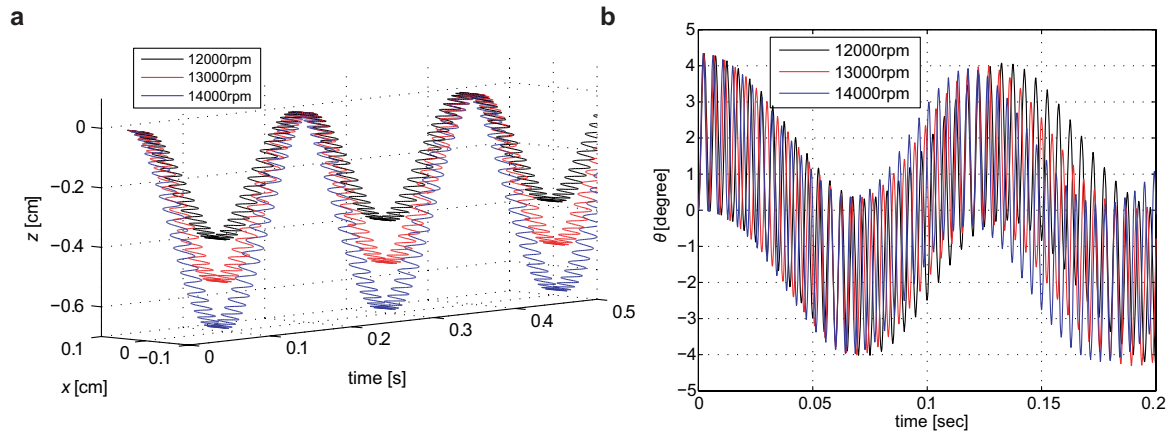 a
12000rpm
13000rpm
14000rpm
0
−0.2
−0.4
−0.6
z [cm]
0.1
0
−0.1
x [cm]
0
0.1
0.2
0.3
0.4
0.5
time [s]
b
12000rpm
13000rpm
14000rpm
5
4
3
2
1
0
−1
−2
−3
−4
−5
θ [degree]
0
0.05
0.1
0.15
0.2
time [sec]